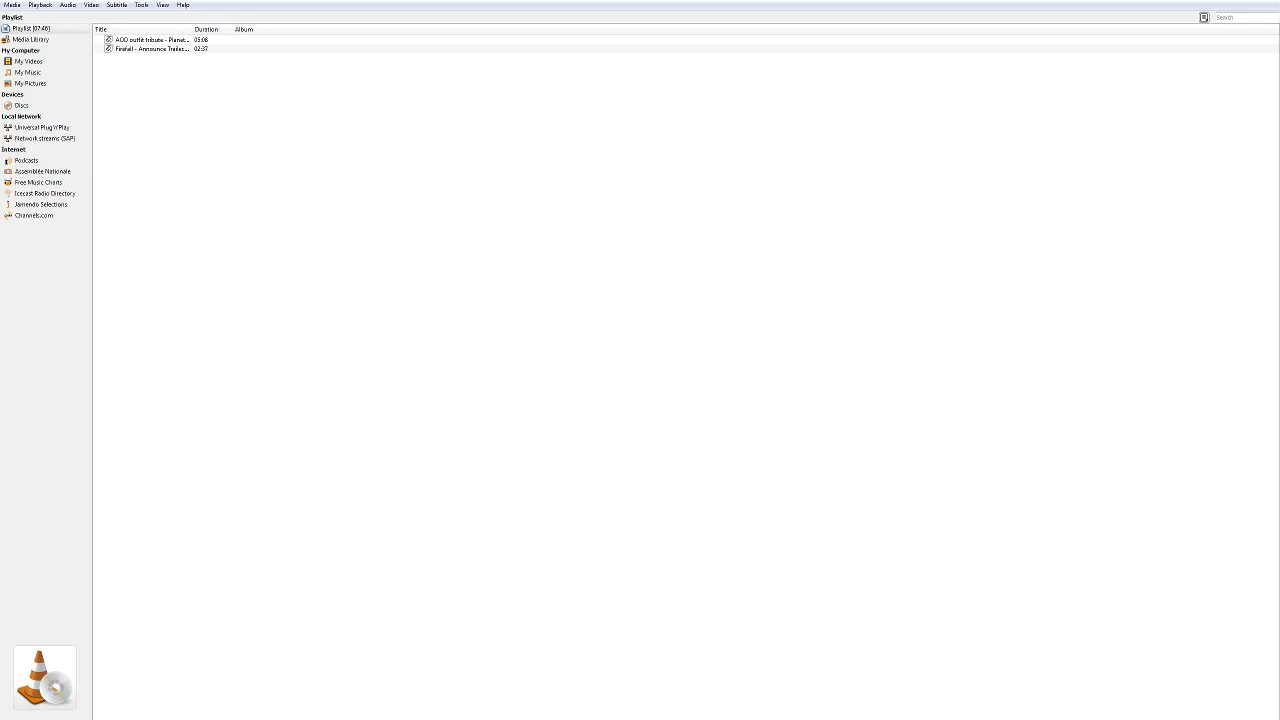 Media Playback Audio Video Subtitle Tools View Help
Playlist
Search
Playlist [07:46]
Media Library
My Computer
My Videos
My Music
My Pictures
Devices
Discs
Local Network
Universal Plug'n'Play
Network streams (SAP)
Internet
Podcasts
Assemblée Nationale
Free Music Charts
Icecast Radio Directory
Jamendo Selections
Channels.com
Title Duration Album
AOD outfit tribute - Planet... 05:08
Firefall - Announce Trailer... 02:37